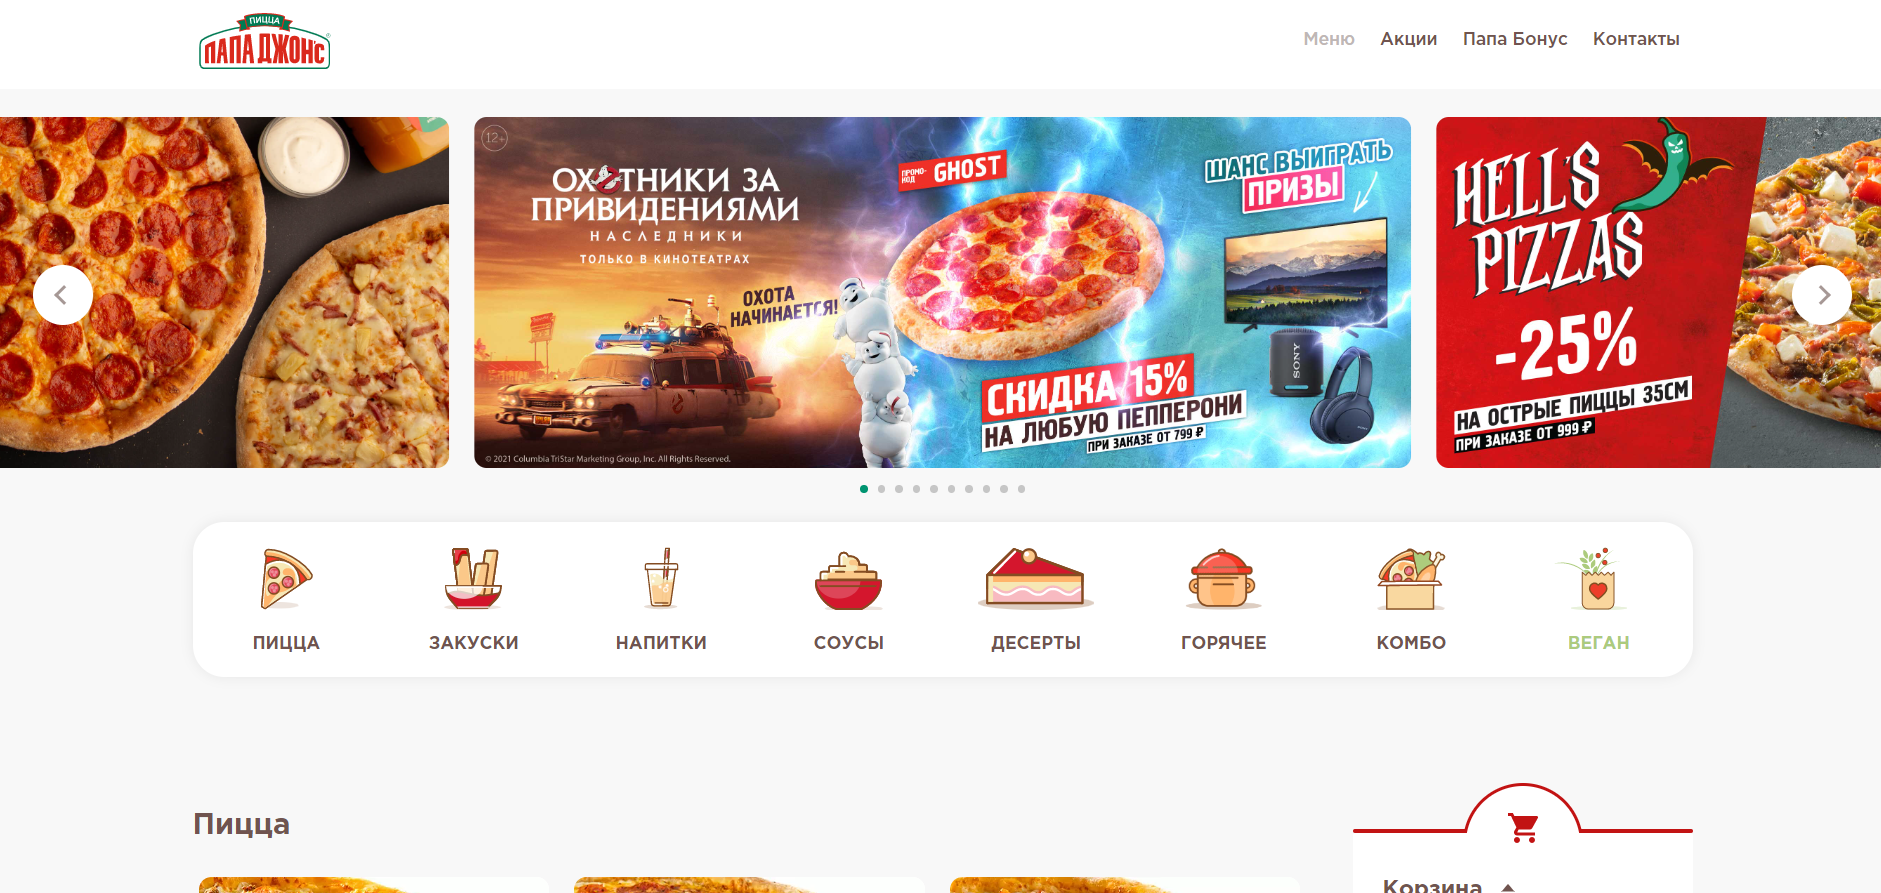 ПИЦЦА
ПАПА ДЖОНС
Меню
Акции
Папа Бонус
Контакты
12+
ОХОТНИКИ ЗА
ПРИВИДЕНИЯМИ
НАСЛЕДНИКИ
ТОЛЬКО В КИНОТЕАТРАХ
ОХОТА
НАЧИНАЕТСЯ!
ПРОМО-
КОД
GHOST
ШАНС ВЫИГРАТЬ
ПРИЗЫ
SONY
СКИДКА 15%
НА ЛЮБУЮ ПЕППЕРОНИ
ПРИ ЗАКАЗЕ ОТ 799 ₽
© 2021 Columbia TriStar Marketing Group, Inc. All Rights Reserved.
HELL'S
PIZZAS
-25%
НА ОСТРЫЕ ПИЦЦЫ 35СМ
ПРИ ЗАКАЗЕ ОТ 999 ₽
ПИЦЦА
ЗАКУСКИ
НАПИТКИ
СОУСЫ
ДЕСЕРТЫ
ГОРЯЧЕЕ
КОМБО
ВЕГАН
Пицца
Корзина